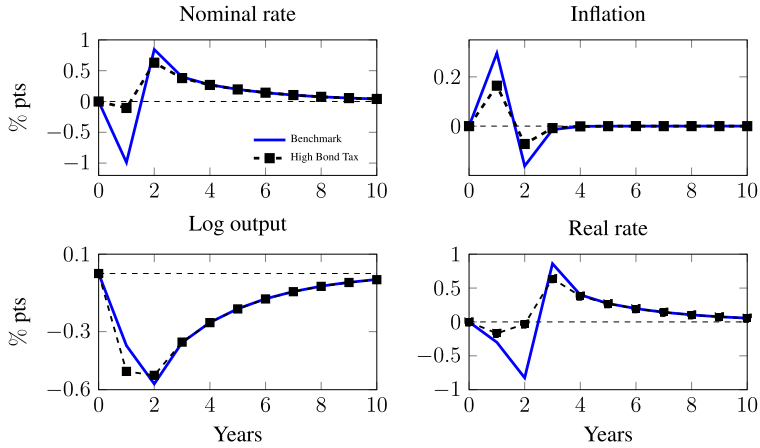 Nominal rate
Inflation
% pts
1
0.5
0
−0.5
−1
Benchmark
High Bond Tax
0 2 4 6 8 10
0.2
0
0 2 4 6 8 10
Log output
Real rate
% pts
0.1
−0.3
−0.6
0 2 4 6 8 10
Years
1
0.5
0
−0.5
−1
0 2 4 6 8 10
Years